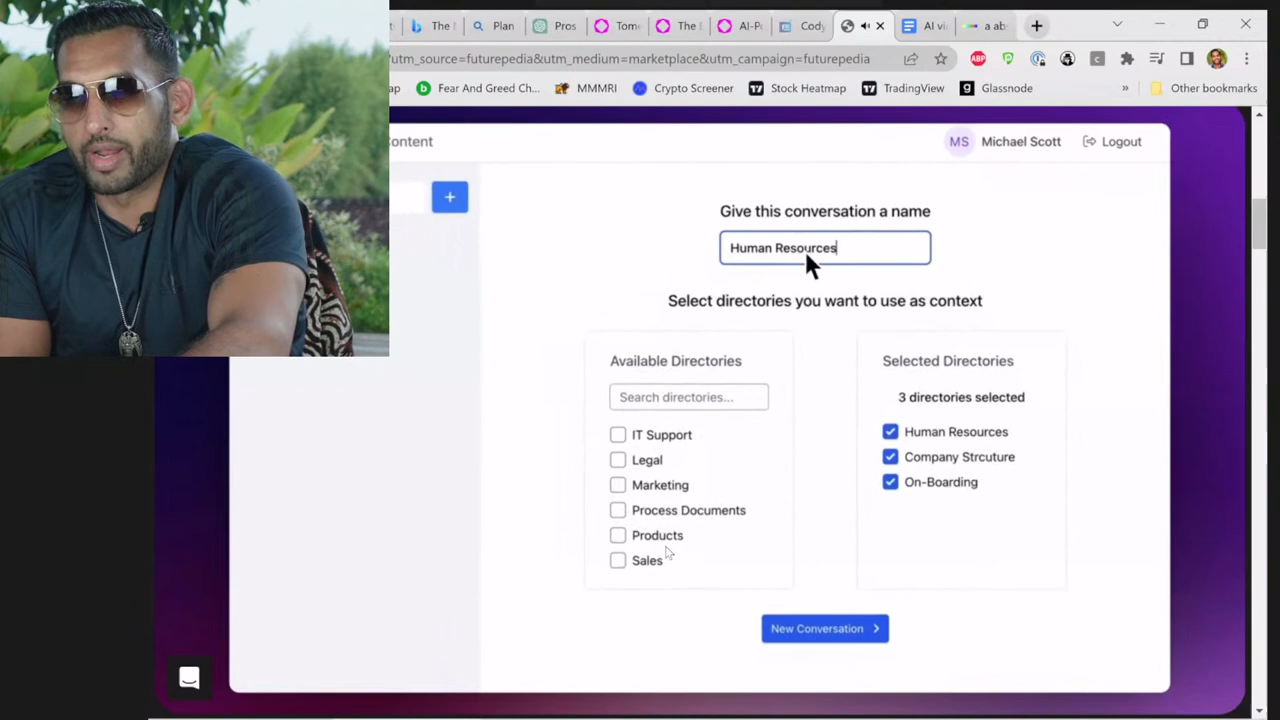 The Plan Pros Tome The AI-Po Cody AI vi a ab
utm_source=futurepedia&utm_medium=marketplace&utm_campaign=futurepedia
ap Fear And Greed Ch... MMMRI Crypto Screener Stock Heatmap TradingView Glassnode » Other bookmarks
Content MS Michael Scott Logout
+
Give this conversation a name
Human Resources
Select directories you want to use as context
Available Directories
Search directories...
IT Support
Legal
Marketing
Process Documents
Products
Sales
Selected Directories
3 directories selected
Human Resources
Company Strcuture
On-Boarding
New Conversation